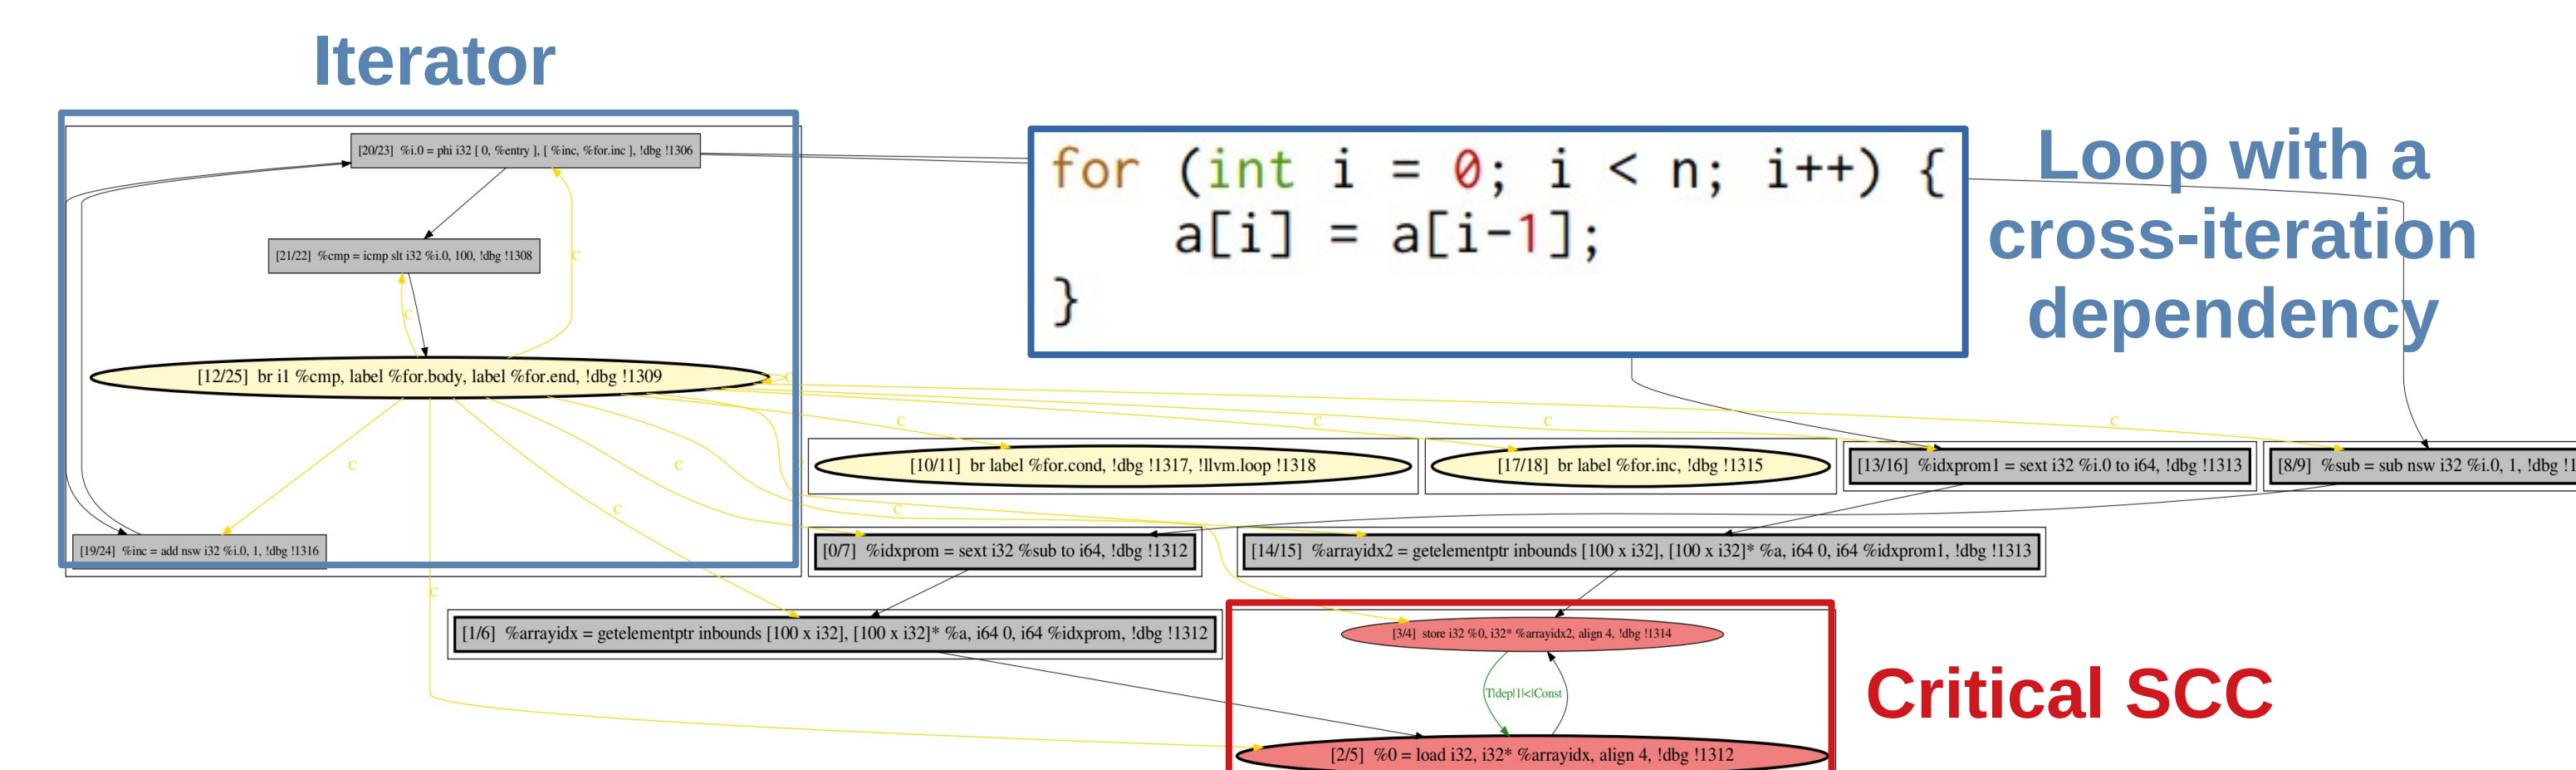 Iterator
[20/23] %i.0 = phi i32 [ 0, %entry ], [ %inc, %for.inc ], !dbg !1306
for (int i = 0; i < n; i++) {
a[i] = a[i-1];
}
Loop with a
cross-iteration
dependency
[21/22] %cmp = icmp slt i32 %i.0, 100, !dbg !1308
c
c
[12/25] br i1 %cmp, label %for.body, label %for.end, !dbg !1309
c
c
c
c
c
[10/11] br label %for.cond, !dbg !1317, !llvm.loop !1318
[17/18] br label %for.inc, !dbg !1315
[13/16] %idxprom1 = sext i32 %i.0 to i64, !dbg !1313
[8/9] %sub = sub nsw i32 %i.0, 1, !dbg !1
c
c
c
c
[19/24] %inc = add nsw i32 %i.0, 1, !dbg !1316
[0/7] %idxprom = sext i32 %sub to i64, !dbg !1312
[14/15] %arrayidx2 = getelementptr inbounds [100 x i32], [100 x i32]* %a, i64 0, i64 %idxprom1, !dbg !1313
c
[1/6] %arrayidx = getelementptr inbounds [100 x i32], [100 x i32]* %a, i64 0, i64 %idxprom, !dbg !1312
[3/4] store i32 %0, i32* %arrayidx2, align 4, !dbg !1314
T|dep|1|<|Const
Critical SCC
[2/5] %0 = load i32, i32* %arrayidx, align 4, !dbg !1312